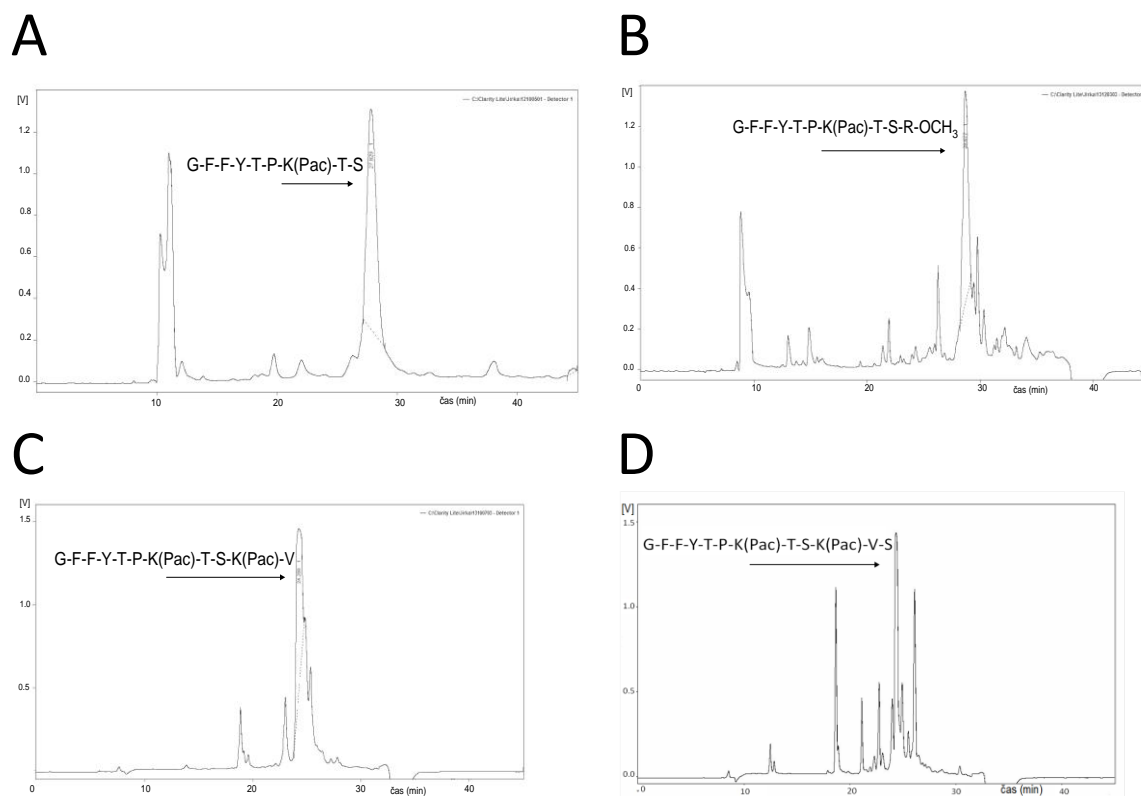 A
[V]
1.2
1.0
0.8
0.6
0.4
0.2
0.0
10
20
30
40
čas (min)
G-F-F-Y-T-P-K(Pac)-T-S
B
[V]
1.2
1.0
0.8
0.6
0.4
0.2
0.0
0
10
20
30
40
čas (min)
G-F-F-Y-T-P-K(Pac)-T-S-R-OCH3
C
[V]
1.5
1.0
0.5
0
10
20
30
40
čas (min)
G-F-F-Y-T-P-K(Pac)-T-S-K(Pac)-V
D
[V]
1.5
1.0
0.5
0.0
0
10
20
30
40
čas (min)
G-F-F-Y-T-P-K(Pac)-T-S-K(Pac)-V-S